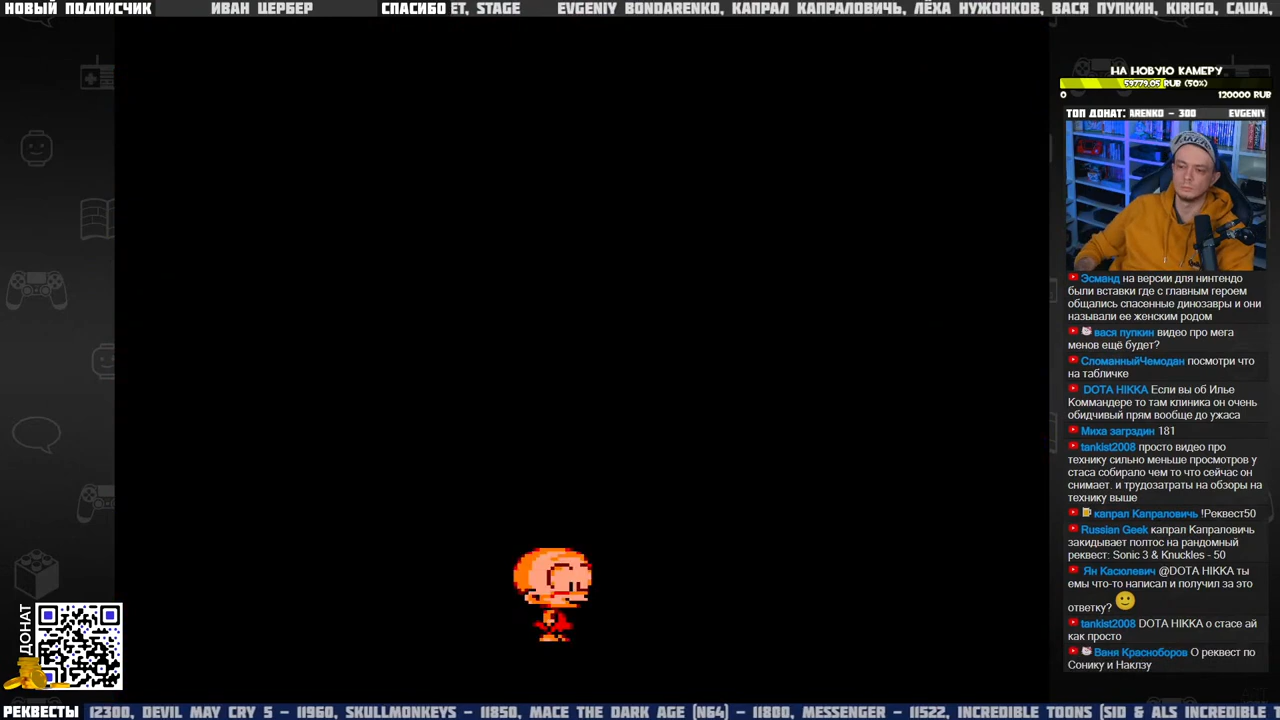 НОВЫЙ ПОДПИСЧИК
ИВАН ЦЕРБЕР
СПАСИБО
ET, STAGE
EVGENIY BONDARENKO, КАПРАЛ КАПРАЛОВИЧЬ, ЛЁХА НУЖОНКОВ, ВАСЯ ПУПКИН, KIRIGO, САША,
НА НОВУЮ КАМЕРУ
59779.05 RUB (50%)
0
120000 RUB
ТОП ДОНАТ: ARENKO - 300
EVGENIY
Эсманд на версии для нинтендо
были вставки где с главным героем
общались спасенные динозавры и они
называли ее женским родом
вася пупкин видео про мега
менов ещё будет?
СломанныйЧемодан посмотри что
на табличке
DOTA HIKKA Если вы об Илье
Коммандере то там клиника он очень
обидчивый прям вообще до ужаса
Миха загрздин 181
tankist2008 просто видео про
технику сильно меньше просмотров у
стаса собирало чем то что сейчас он
снимает. и трудозатраты на обзоры на
технику выше
капрал Капраловичь !Реквест50
Russian Geek капрал Капраловичь
закидывает полтос на рандомный
реквест: Sonic 3 & Knuckles - 50
Ян Касюлевич @DOTA HIKKA ты
емы что-то написал и получил за это
ответку?
tankist2008 DOTA HIKKA о стасе ай
как просто
Ваня Красноборов О реквест по
Сонику и Наклзу
ДОНАТ
РЕКВЕСТЫ
12300, DEVIL MAY CRY 5 - 11960, SKULLMONKEYS - 11850, MACE THE DARK AGE (N64) - 11800, MESSENGER - 11522, INCREDIBLE TOONS (SID & ALS INCREDIBLE